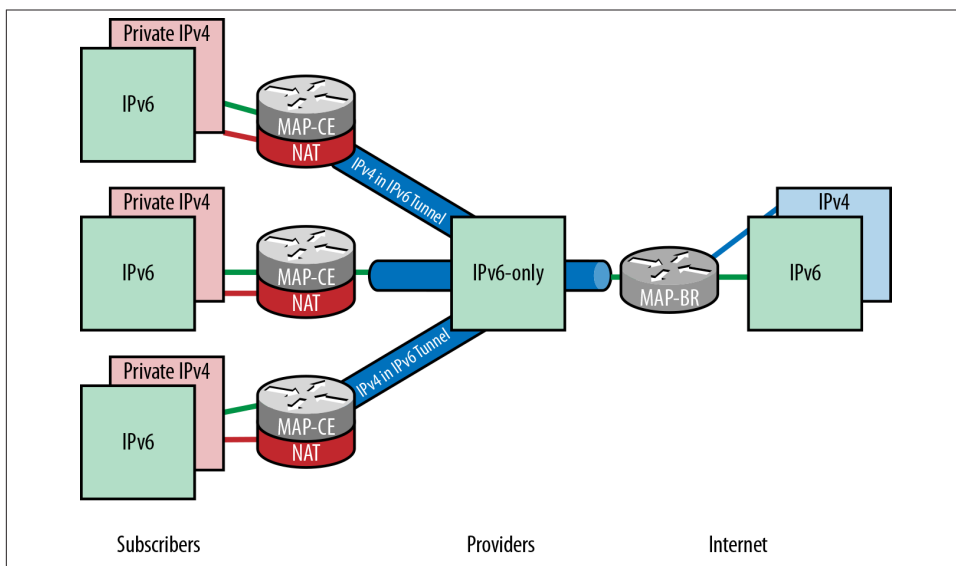 Private IPv4
IPv6
MAP-CE
NAT
IPv4 in IPv6 Tunnel
Private IPv4
IPv6
MAP-CE
NAT
IPv6-only
MAP-BR
IPv4
IPv6
Private IPv4
IPv6
MAP-CE
NAT
IPv4 in IPv6 Tunnel
Subscribers
Providers
Internet